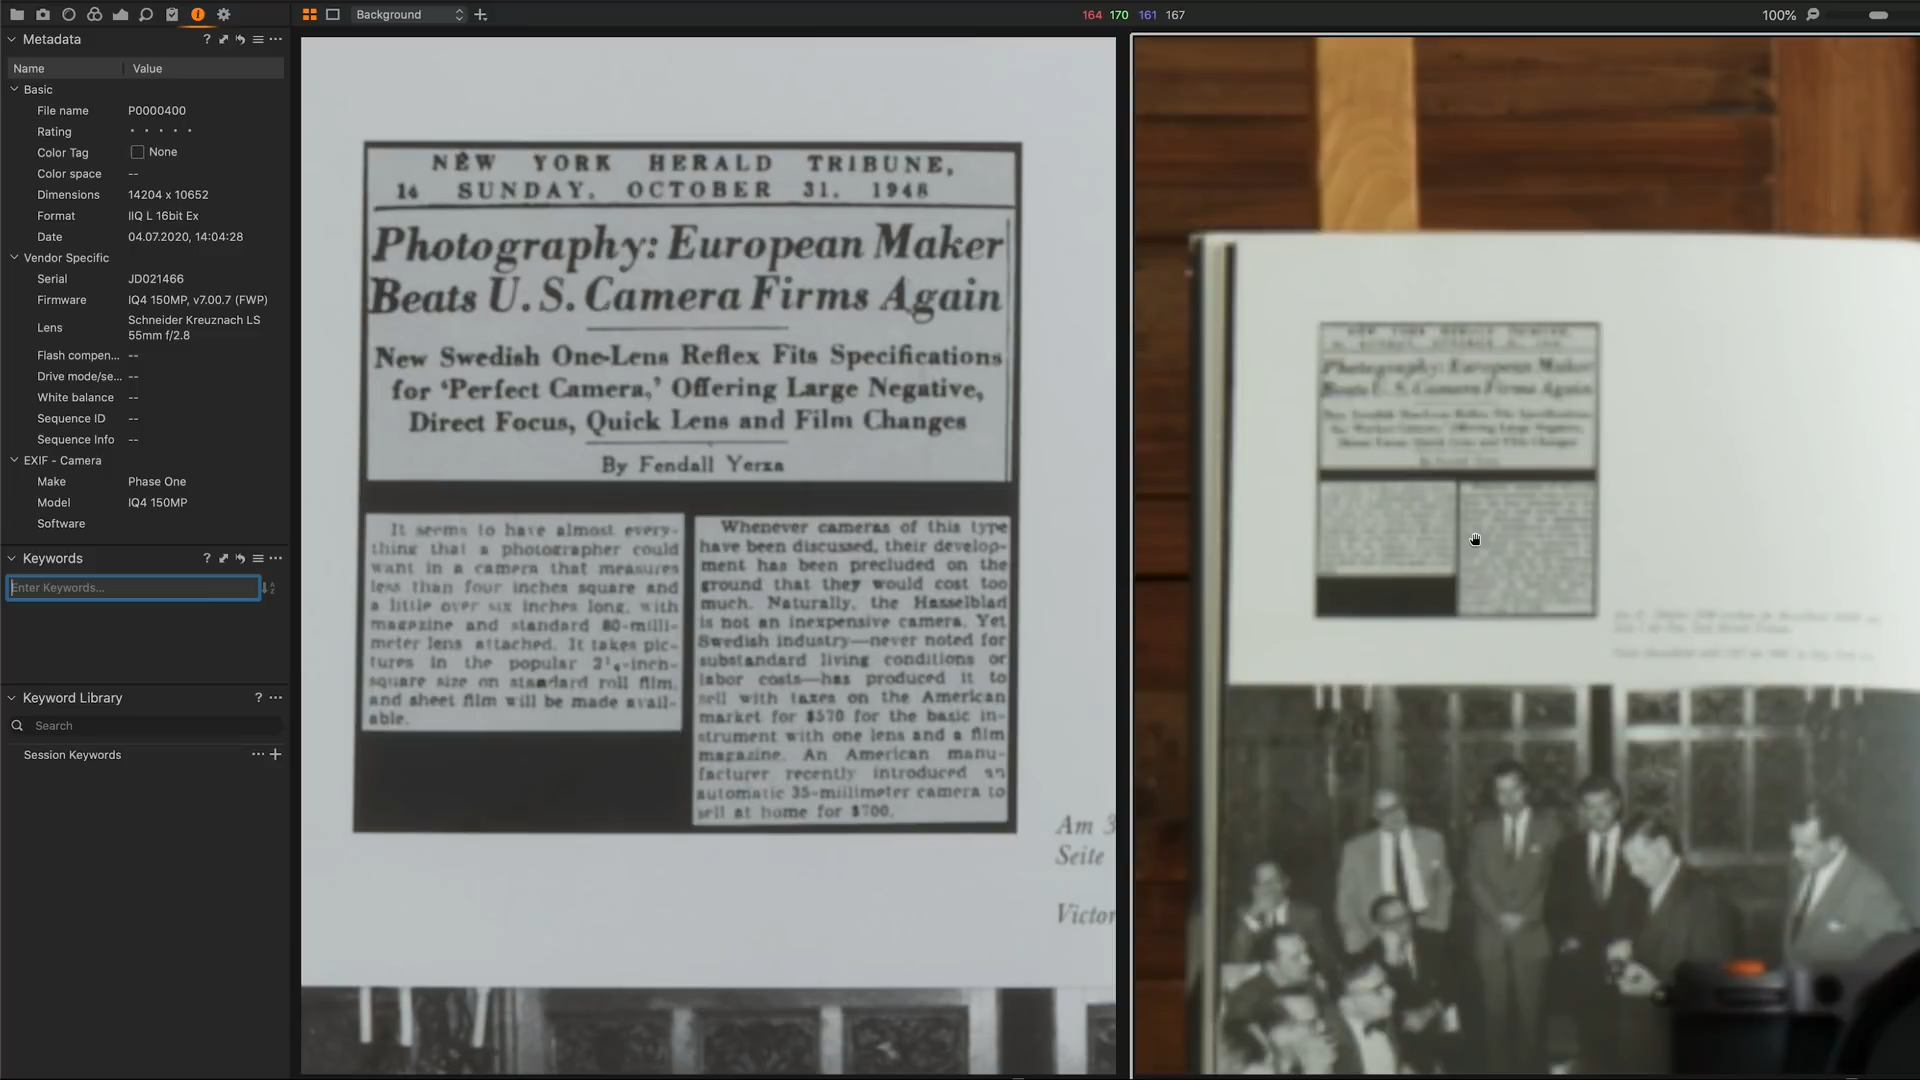 Background
164 170 161 167
100%
Metadata
?
Name Value
Basic
File name P0000400
Rating
Color Tag None
Color space --
Dimensions 14204 x 10652
Format IIQ L 16bit Ex
Date 04.07.2020, 14:04:28
Vendor Specific
Serial JD021466
Firmware IQ4 150MP, v7.00.7 (FWP)
Lens Schneider Kreuznach LS
55mm f/2.8
Flash compen... --
Drive mode/se... --
White balance --
Sequence ID --
Sequence Info --
EXIF - Camera
Make Phase One
Model IQ4 150MP
Software
Keywords ?
Enter Keywords...
Keyword Library ?
Search
Session Keywords
NEW YORK HERALD TRIBUNE,
14 SUNDAY, OCTOBER 31, 1948
Photography: European Maker
Beats U.S. Camera Firms Again
New Swedish One-Lens Reflex Fits Specifications
for 'Perfect Camera,' Offering Large Negative,
Direct Focus, Quick Lens and Film Changes
By Fendall Yerxa
It seems to have almost every-
thing that a photographer could
want in a camera that measures
less than four inches square and
a little over six inches long, with
magazine and standard 80-milli-
meter lens attached. It takes pic-
tures in the popular 2¼-inch-
square size on standard roll film,
and sheet film will be made avail-
able.
Whenever cameras of this type
have been discussed, their develop-
ment has been precluded on the
ground that they would cost too
much. Naturally, the Hasselblad
is not an inexpensive camera. Yet
Swedish industry—never noted for
substandard living conditions or
labor costs—has produced it to
sell with taxes on the American
market for $570 for the basic in-
strument with one lens and a film
magazine. An American manu-
facturer recently introduced an
automatic 35-millimeter camera to
sell at home for $700.
Am 3
Seite
Victor
Photography: European Maker
Beats U.S. Camera Firms Again